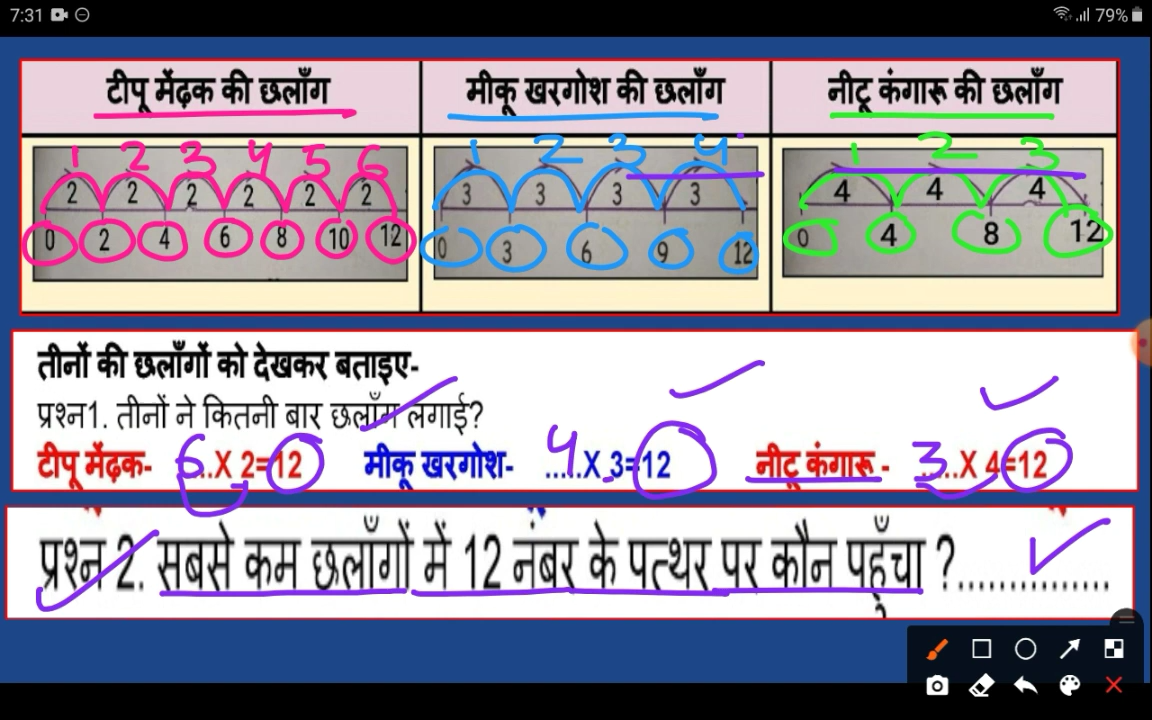 7:31 79%
टीपू मेंढ़क की छलाँग मीकू खरगोश की छलाँग नीटू कंगारू की छलाँग
1 2 3 4 5 6 1 2 3 4 1 2 3
2 2 2 2 2 2 3 3 3 3 4 4 4
0 2 4 6 8 10 12 0 3 6 9 12 0 4 8 12
तीनों की छलाँगों को देखकर बताइए-
प्रश्न1. तीनों ने कितनी बार छलाँग लगाई?
टीपू मेंढ़क- 6..X 2=12 मीकू खरगोश- ....4..X 3=12 नीटू कंगारू - 3.....X 4=12
प्रश्न 2. सबसे कम छलाँगों में 12 नंबर के पत्थर पर कौन पहुँचा ?...............